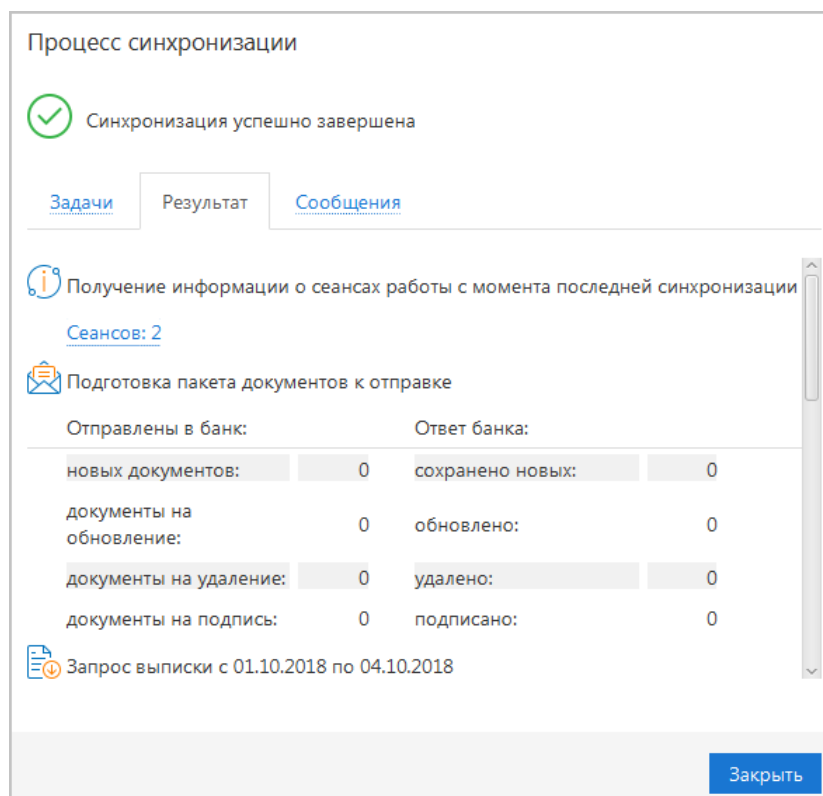 Процесс синхронизации
Синхронизация успешно завершена
Задачи Результат Сообщения
Получение информации о сеансах работы с момента последней синхронизации
Сеансов: 2
Подготовка пакета документов к отправке
Отправлены в банк: Ответ банка:
новых документов: 0 сохранено новых: 0
документы на
обновление: 0 обновлено: 0
документы на удаление: 0 удалено: 0
документы на подпись: 0 подписано: 0
Запрос выписки с 01.10.2018 по 04.10.2018
Закрыть